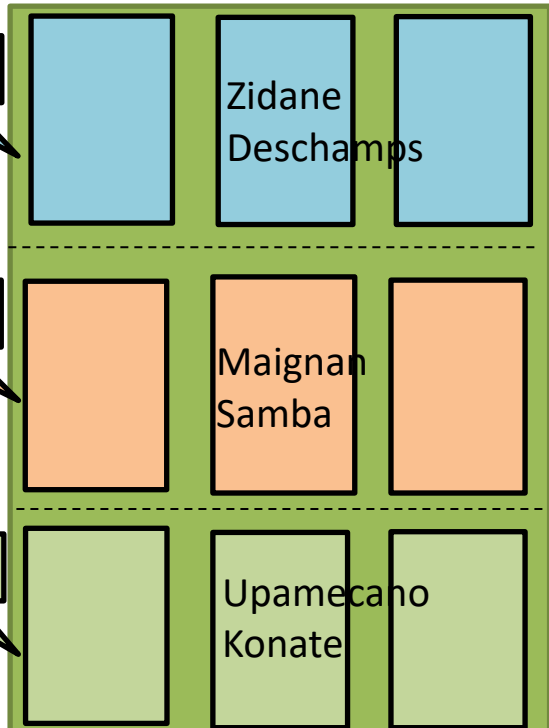 Zidane
Deschamps
Maignan
Samba
Upamecano
Konate